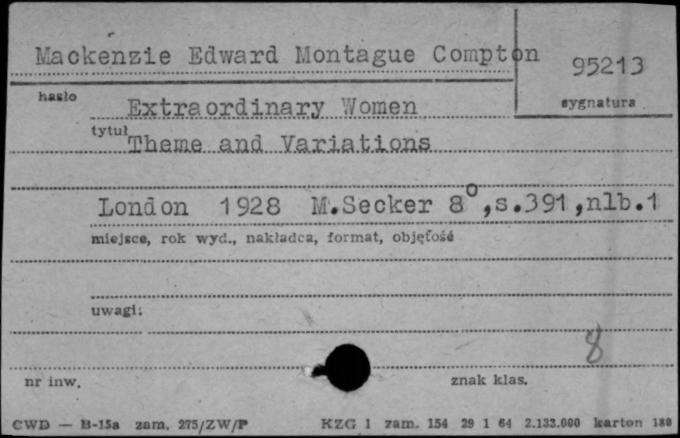 Mackenzie Edward Montague Compton
95213
hasło
sygnatura
Extraordinary Women
tytuł
Theme and Variations
London 1928 M.Secker 8°,s.391,nlb.1
miejsce, rok wyd., nakładca, format, objętość
uwagi:
8
nr inw.
znak klas.
CWD — B-15a zam. 275/ZW/P KZG 1 zam. 154 29 1 64 2.133.000 karton 180